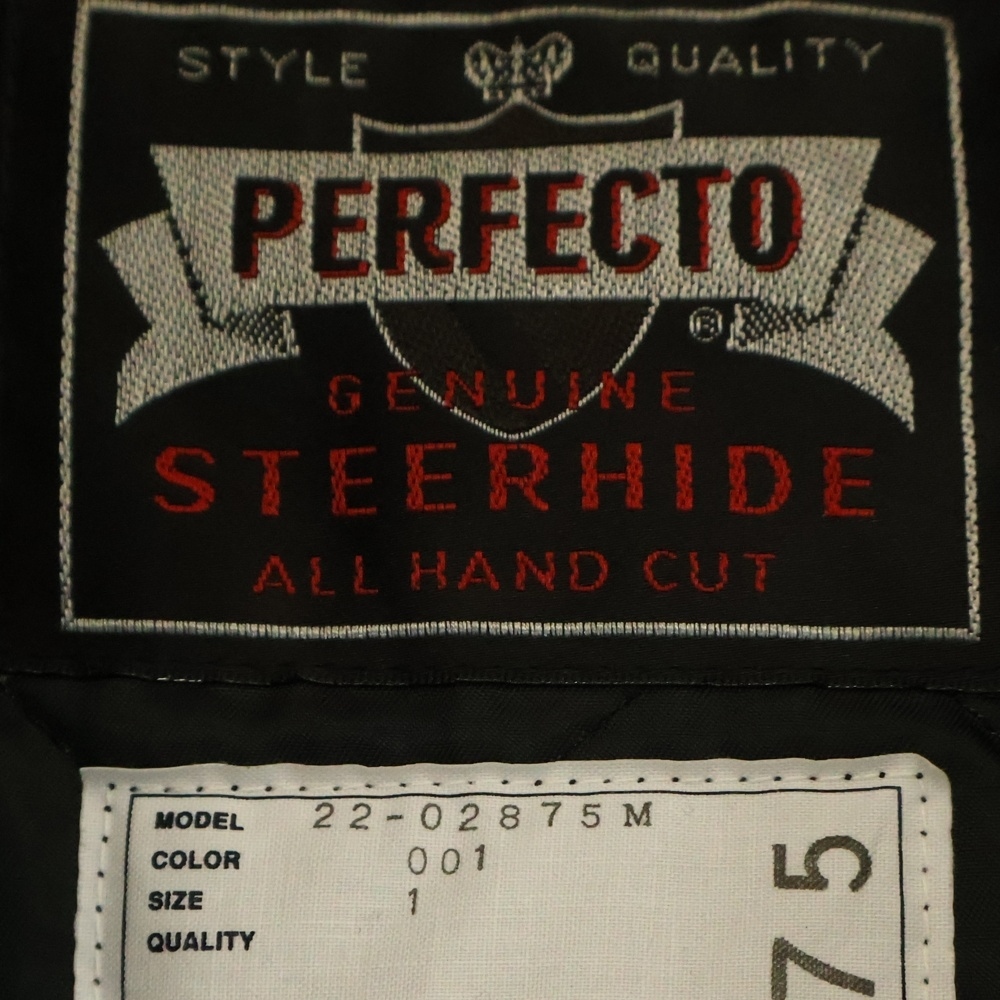 STYLE QUALITY
PERFECTO
®
GENUINE
STEERHIDE
ALL HAND CUT
MODEL 22-02875M
COLOR 001
SIZE 1
QUALITY
75